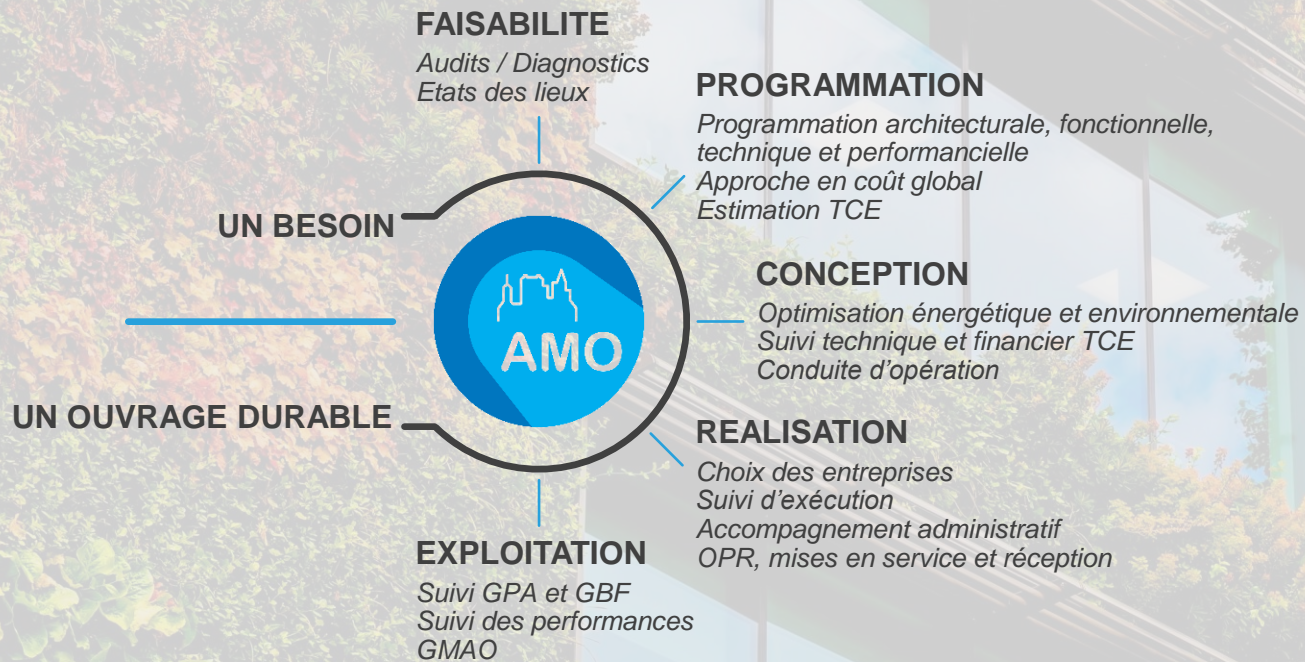 FAISABILITE
Audits / Diagnostics
Etats des lieux
PROGRAMMATION
Programmation architecturale, fonctionnelle,
technique et performancielle
Approche en coût global
Estimation TCE
UN BESOIN
CONCEPTION
Optimisation énergétique et environnementale
Suivi technique et financier TCE
Conduite d’opération
AMO
UN OUVRAGE DURABLE
REALISATION
Choix des entreprises
Suivi d’exécution
Accompagnement administratif
OPR, mises en service et réception
EXPLOITATION
Suivi GPA et GBF
Suivi des performances
GMAO